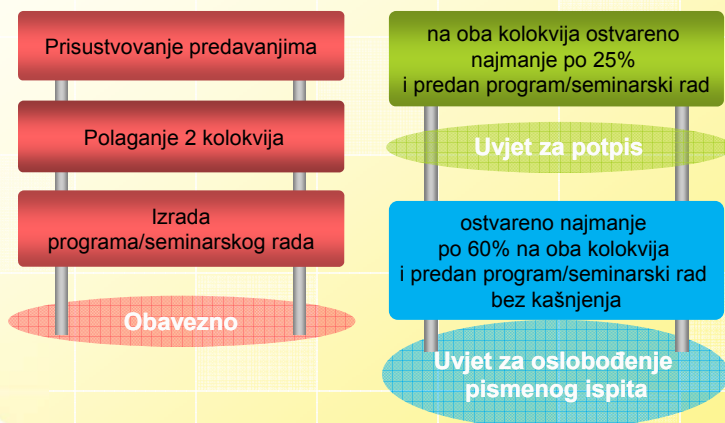 Prisustvovanje predavanjima
Polaganje 2 kolokvija
Izrada
programa/seminarskog rada
Obavezno
na oba kolokvija ostvareno
najmanje po 25%
i predan program/seminarski rad
Uvjet za potpis
ostvareno najmanje
po 60% na oba kolokvija
i predan program/seminarski rad
bez kašnjenja
Uvjet za oslobođenje
pismenog ispita